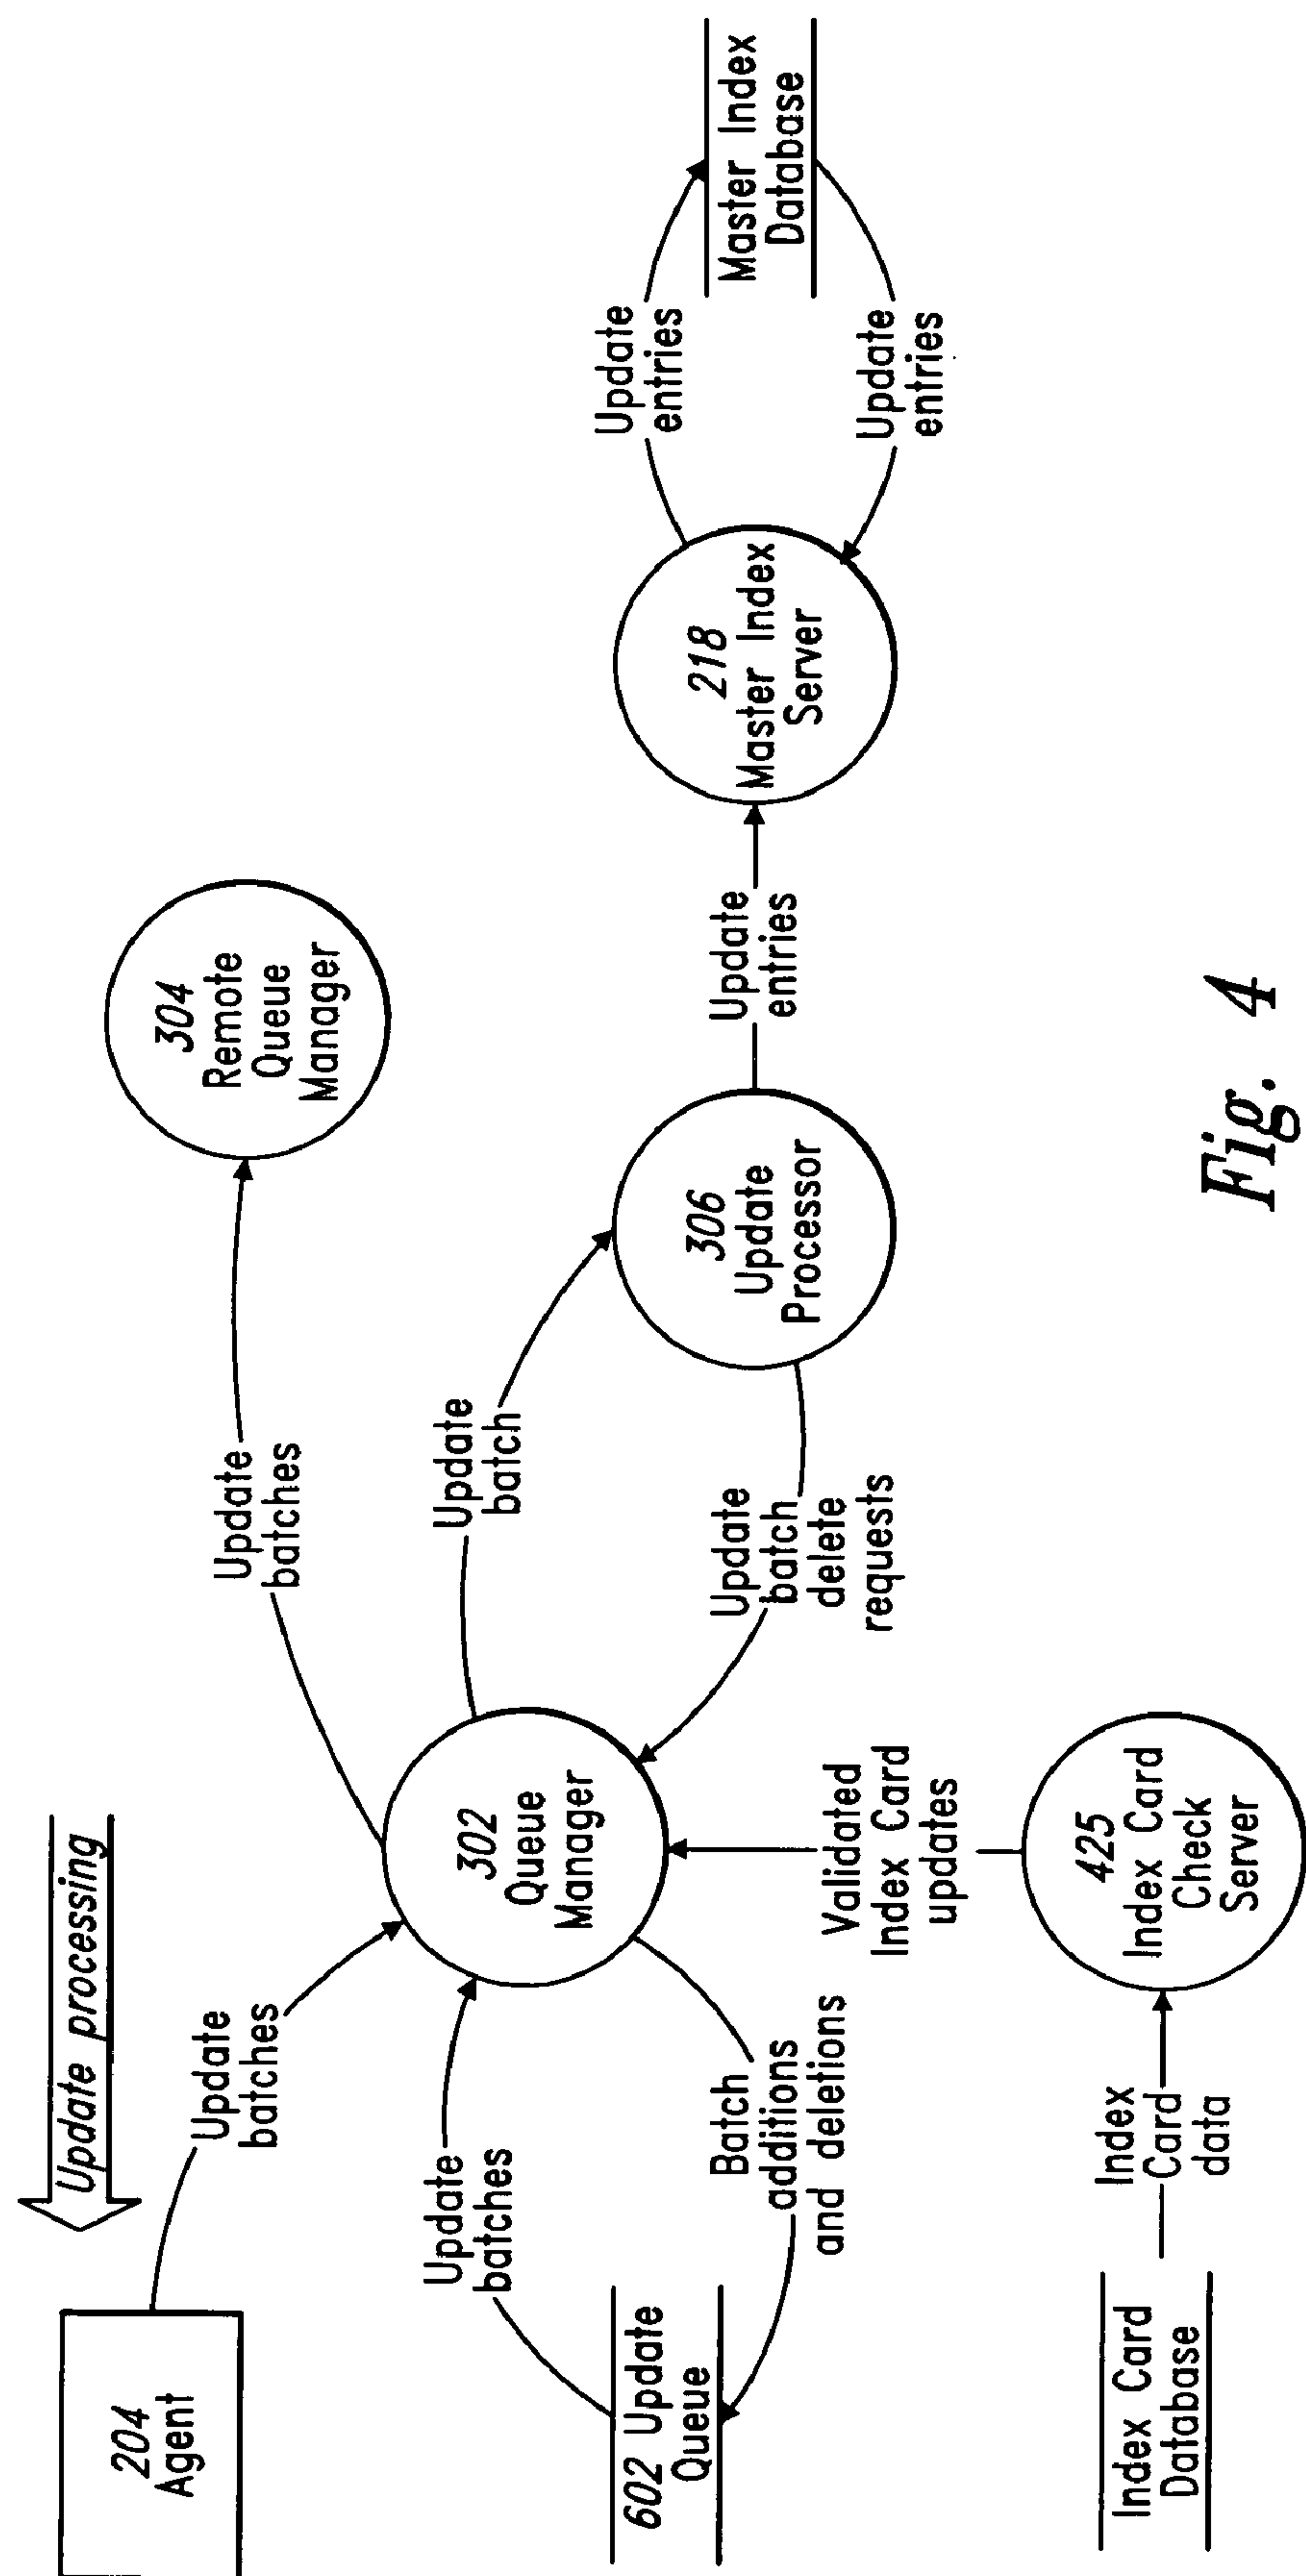 Update processing
204
Agent
Update
batches
Update
batches
304
Remote
Queue
Manager
302
Queue
Manager
Update
batch
Update
batches
602 Update
Queue
Batch
additions
and deletions
Update
batch
delete
requests
306
Update
Processor
Update
entries
218
Master Index
Server
Update
entries
Update
entries
Master Index
Database
Validated
Index Card
updates
Index Card
Database
Index
Card
data
425
Index Card
Check
Server
Fig. 4